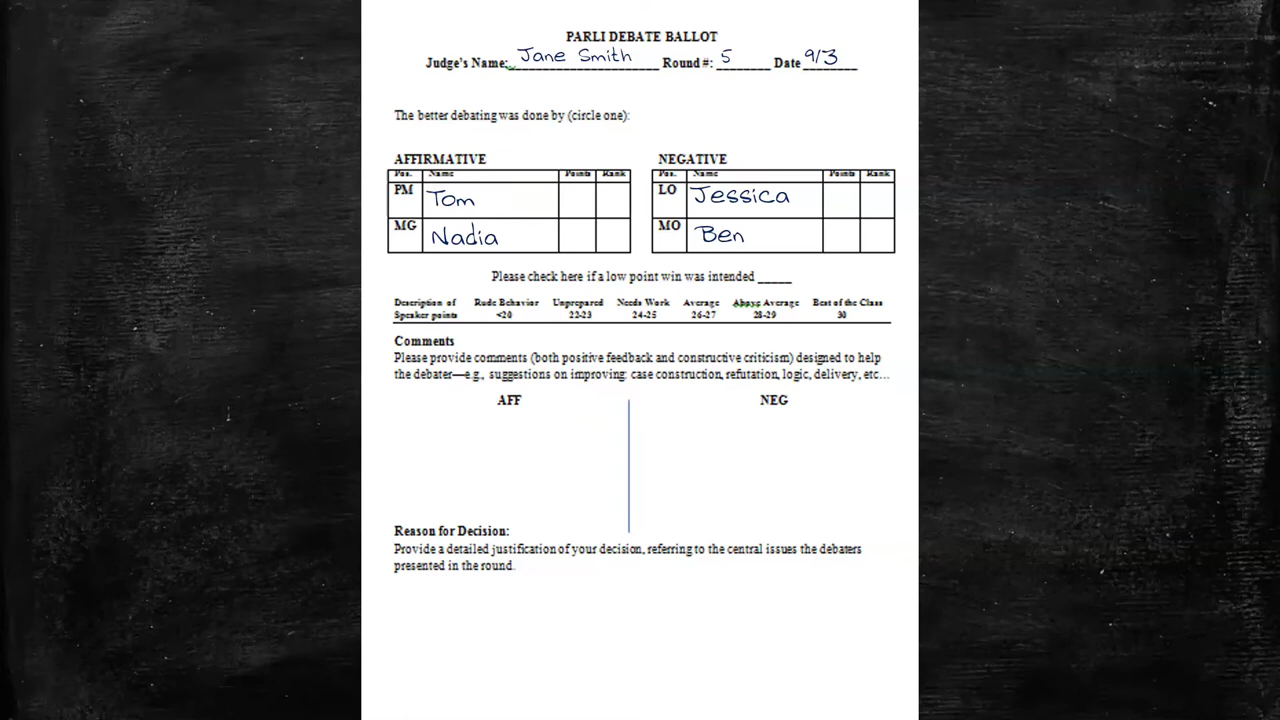 PARLI DEBATE BALLOT
Judge's Name: Jane Smith Round #: 5 Date 9/3
The better debating was done by (circle one):
AFFIRMATIVE NEGATIVE
Pos. Name Points Rank Pos. Name Points Rank
PM Tom LO Jessica
MG Nadia MO Ben
Please check here if a low point win was intended _____
Description of Rude Behavior Unprepared Needs Work Average Above Average Best of the Class
Speaker points <20 22-23 24-25 26-27 28-29 30
Comments
Please provide comments (both positive feedback and constructive criticism) designed to help
the debater—e.g., suggestions on improving: case construction, refutation, logic, delivery, etc…
AFF NEG
Reason for Decision:
Provide a detailed justification of your decision, referring to the central issues the debaters
presented in the round.